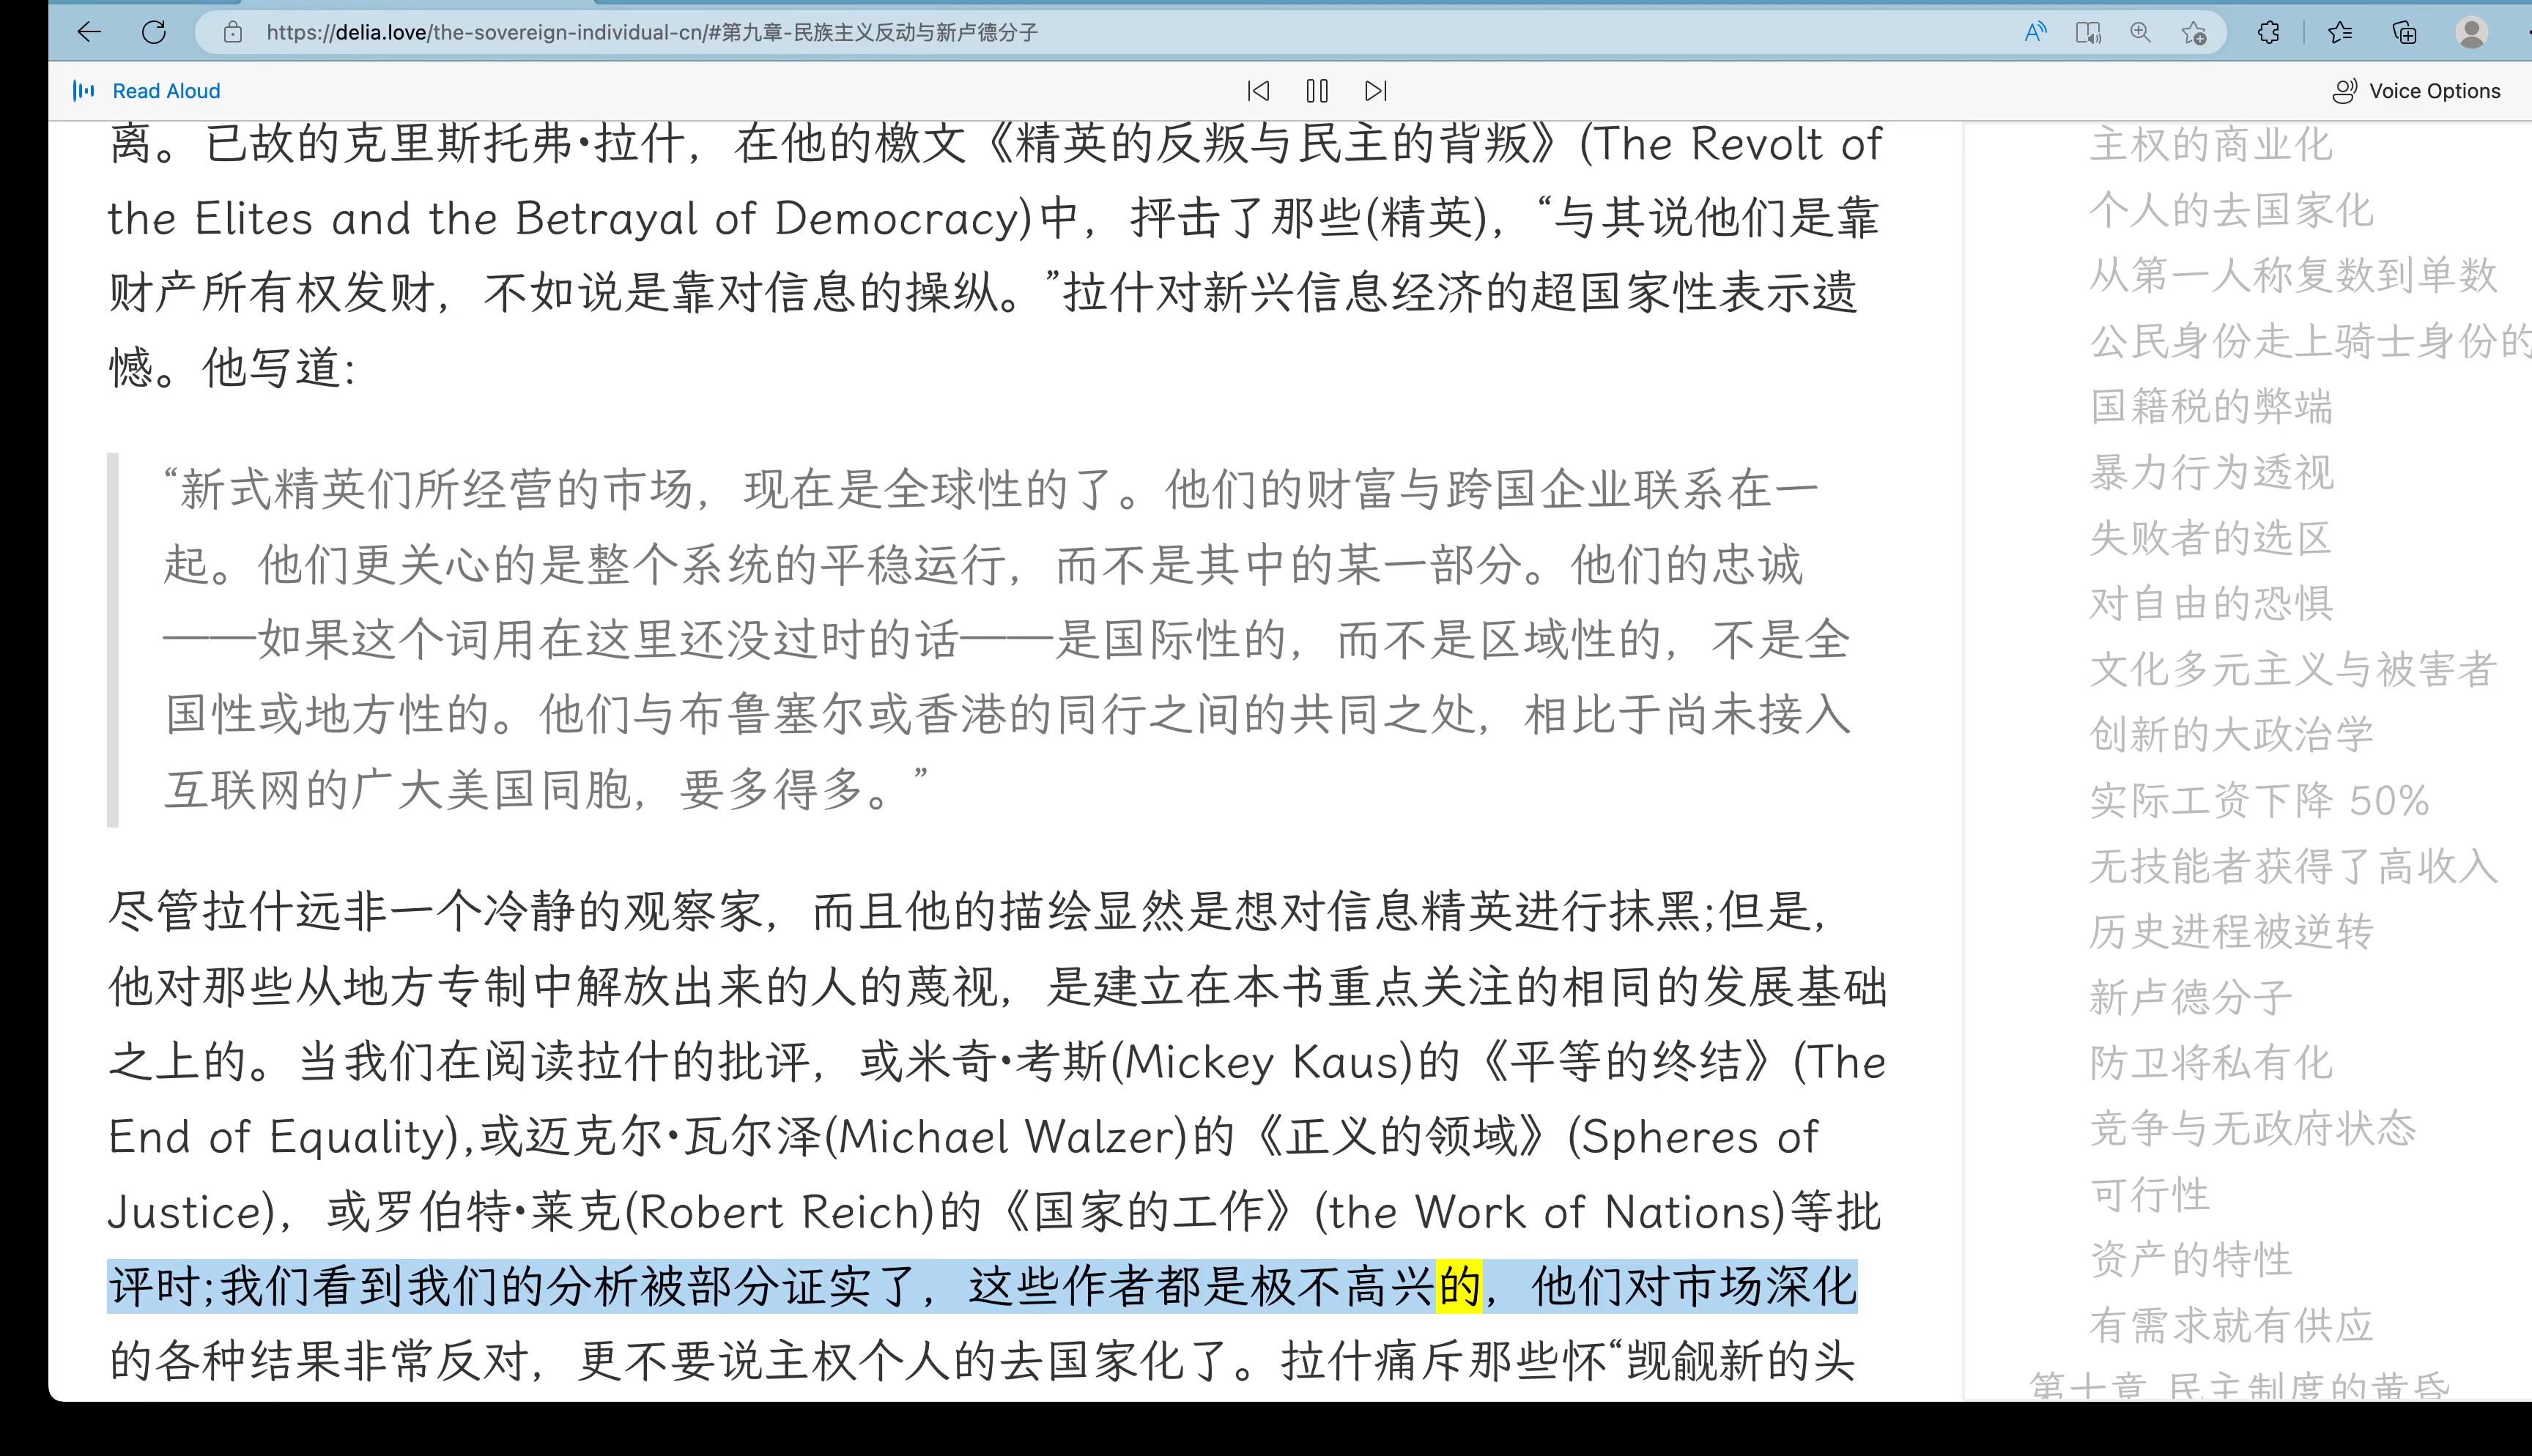 https://delia.love/the-sovereign-individual-cn/#第九章-民族主义反动与新卢德分子
Read Aloud
Voice Options
离。已故的克里斯托弗•拉什，在他的檄文《精英的反叛与民主的背叛》(The Revolt of
the Elites and the Betrayal of Democracy)中，抨击了那些(精英)，“与其说他们是靠
财产所有权发财，不如说是靠对信息的操纵。”拉什对新兴信息经济的超国家性表示遗
憾。他写道:
“新式精英们所经营的市场，现在是全球性的了。他们的财富与跨国企业联系在一
起。他们更关心的是整个系统的平稳运行，而不是其中的某一部分。他们的忠诚
——如果这个词用在这里还没过时的话——是国际性的，而不是区域性的，不是全
国性或地方性的。他们与布鲁塞尔或香港的同行之间的共同之处，相比于尚未接入
互联网的广大美国同胞，要多得多。”
尽管拉什远非一个冷静的观察家，而且他的描绘显然是想对信息精英进行抹黑;但是，
他对那些从地方专制中解放出来的人的蔑视，是建立在本书重点关注的相同的发展基础
之上的。当我们在阅读拉什的批评，或米奇•考斯(Mickey Kaus)的《平等的终结》(The
End of Equality),或迈克尔•瓦尔泽(Michael Walzer)的《正义的领域》(Spheres of
Justice)，或罗伯特•莱克(Robert Reich)的《国家的工作》(the Work of Nations)等批
评时;我们看到我们的分析被部分证实了，这些作者都是极不高兴的，他们对市场深化
的各种结果非常反对，更不要说主权个人的去国家化了。拉什痛斥那些怀“觊觎新的头
主权的商业化
个人的去国家化
从第一人称复数到单数
公民身份走上骑士身份的
国籍税的弊端
暴力行为透视
失败者的选区
对自由的恐惧
文化多元主义与被害者
创新的大政治学
实际工资下降 50%
无技能者获得了高收入
历史进程被逆转
新卢德分子
防卫将私有化
竞争与无政府状态
可行性
资产的特性
有需求就有供应
第十章 民主制度的黄昏